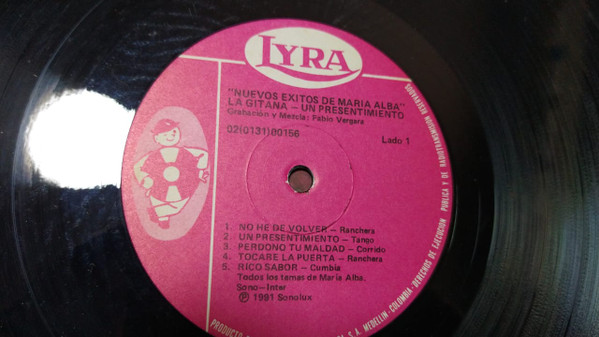 LYRA
"NUEVOS EXITOS DE MARIA ALBA"
LA GITANA — UN PRESENTIMIENTO
Grabación y Mezcla: Fabio Vergara
02(0131)00156
Lado 1
1. NO HE DE VOLVER — Ranchera
2. UN PRESENTIMIENTO — Tango
3. PERDONO TU MALDAD — Corrido
4. TOCARE LA PUERTA — Ranchera
5. RICO SABOR — Cumbia
Todos los temas de María Alba.
Sono—Inter
Ⓟ 1991 Sonolux
PRODUCTO S. A. MEDELLIN - COLOMBIA - DERECHOS DE EJECUCION PUBLICA Y DE RADIOTRANSMISION RESERVADOS